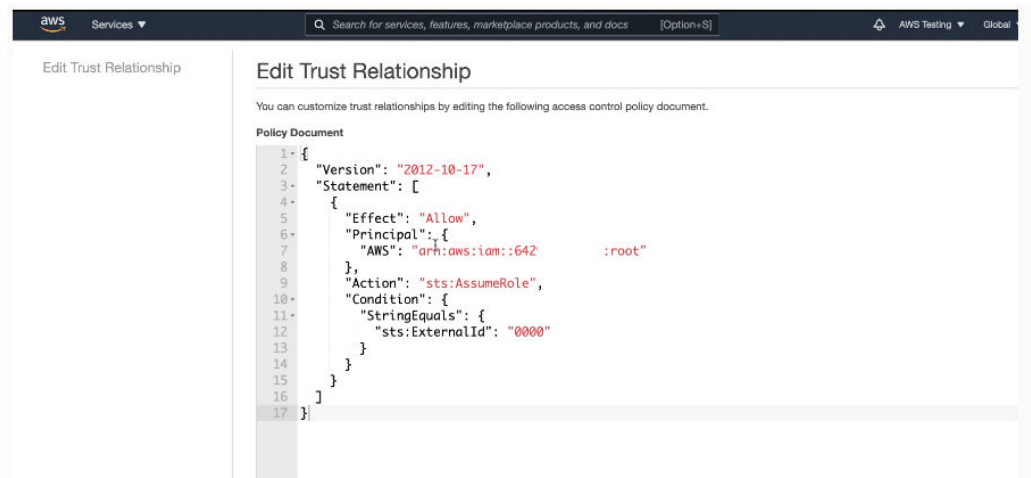 aws Services ▼ Search for services, features, marketplace products, and docs [Option+S] AWS Testing ▼ Global
Edit Trust Relationship
Edit Trust Relationship
You can customize trust relationships by editing the following access control policy document.
Policy Document
1 {
2 "Version": "2012-10-17",
3 "Statement": [
4 {
5 "Effect": "Allow",
6 "Principal": {
7 "AWS": "arn:aws:iam::642 :root"
8 },
9 "Action": "sts:AssumeRole",
10 "Condition": {
11 "StringEquals": {
12 "sts:ExternalId": "0000"
13 }
14 }
15 }
16 ]
17 }